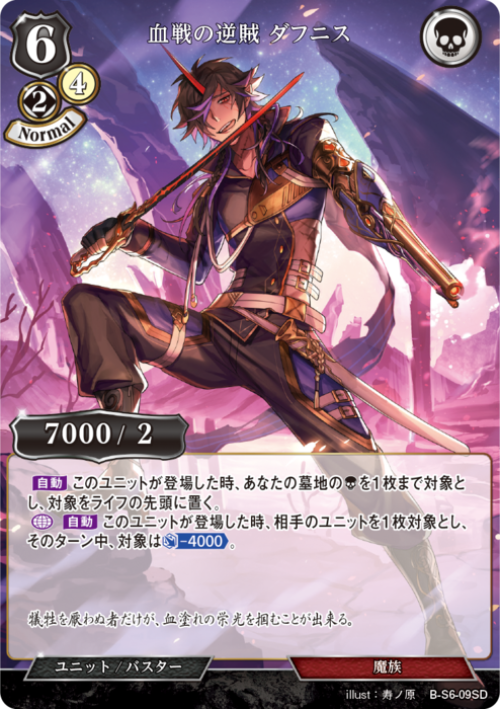 6
血戦の逆賊 ダフニス
2
4
Normal
7000 / 2
自動 このユニットが登場した時、あなたの墓地の を1枚まで対象と
し、対象をライフの先頭に置く。
自動 このユニットが登場した時、相手のユニットを1枚対象とし、
そのターン中、対象は -4000 。
犠牲を厭わぬ者だけが、血塗れの栄光を掴むことが出来る。
ユニット / バスター
魔族
illust : 寿ノ原 B-S6-09SD